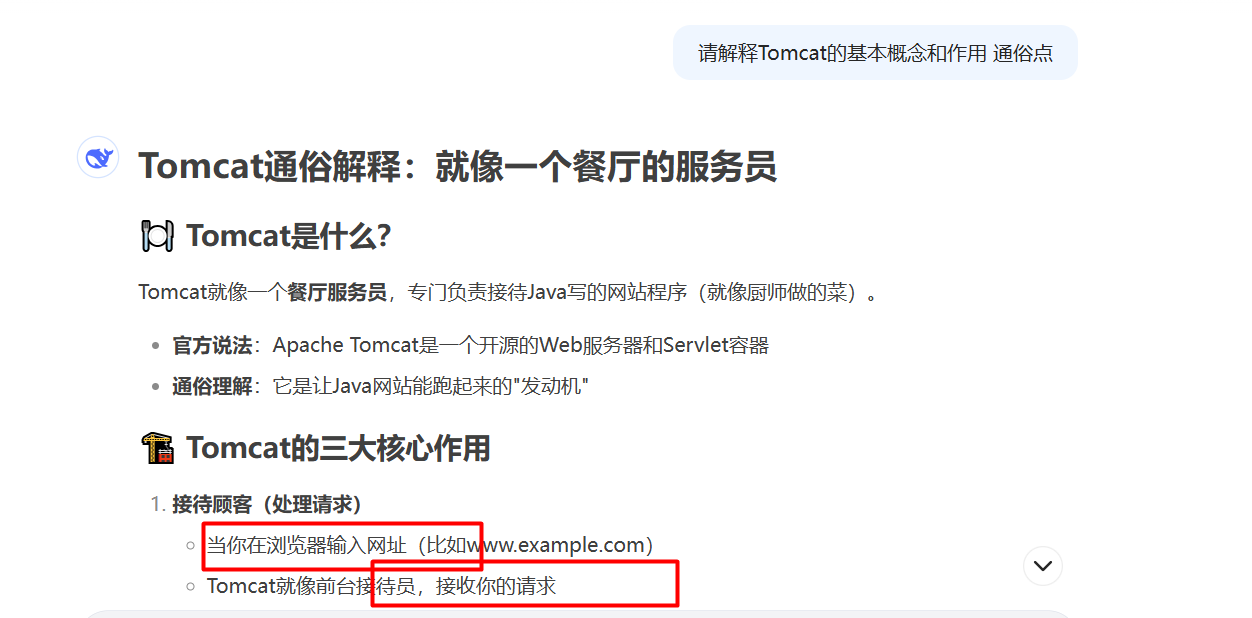 请解释Tomcat的基本概念和作用 通俗点
Tomcat通俗解释：就像一个餐厅的服务员
🍽️ Tomcat是什么？
Tomcat就像一个餐厅服务员，专门负责接待Java写的网站程序（就像厨师做的菜）。
• 官方说法：Apache Tomcat是一个开源的Web服务器和Servlet容器
• 通俗理解：它是让Java网站能跑起来的"发动机"
🏗️ Tomcat的三大核心作用
1. 接待顾客（处理请求）
○ 当你在浏览器输入网址（比如www.example.com）
○ Tomcat就像前台接待员，接收你的请求